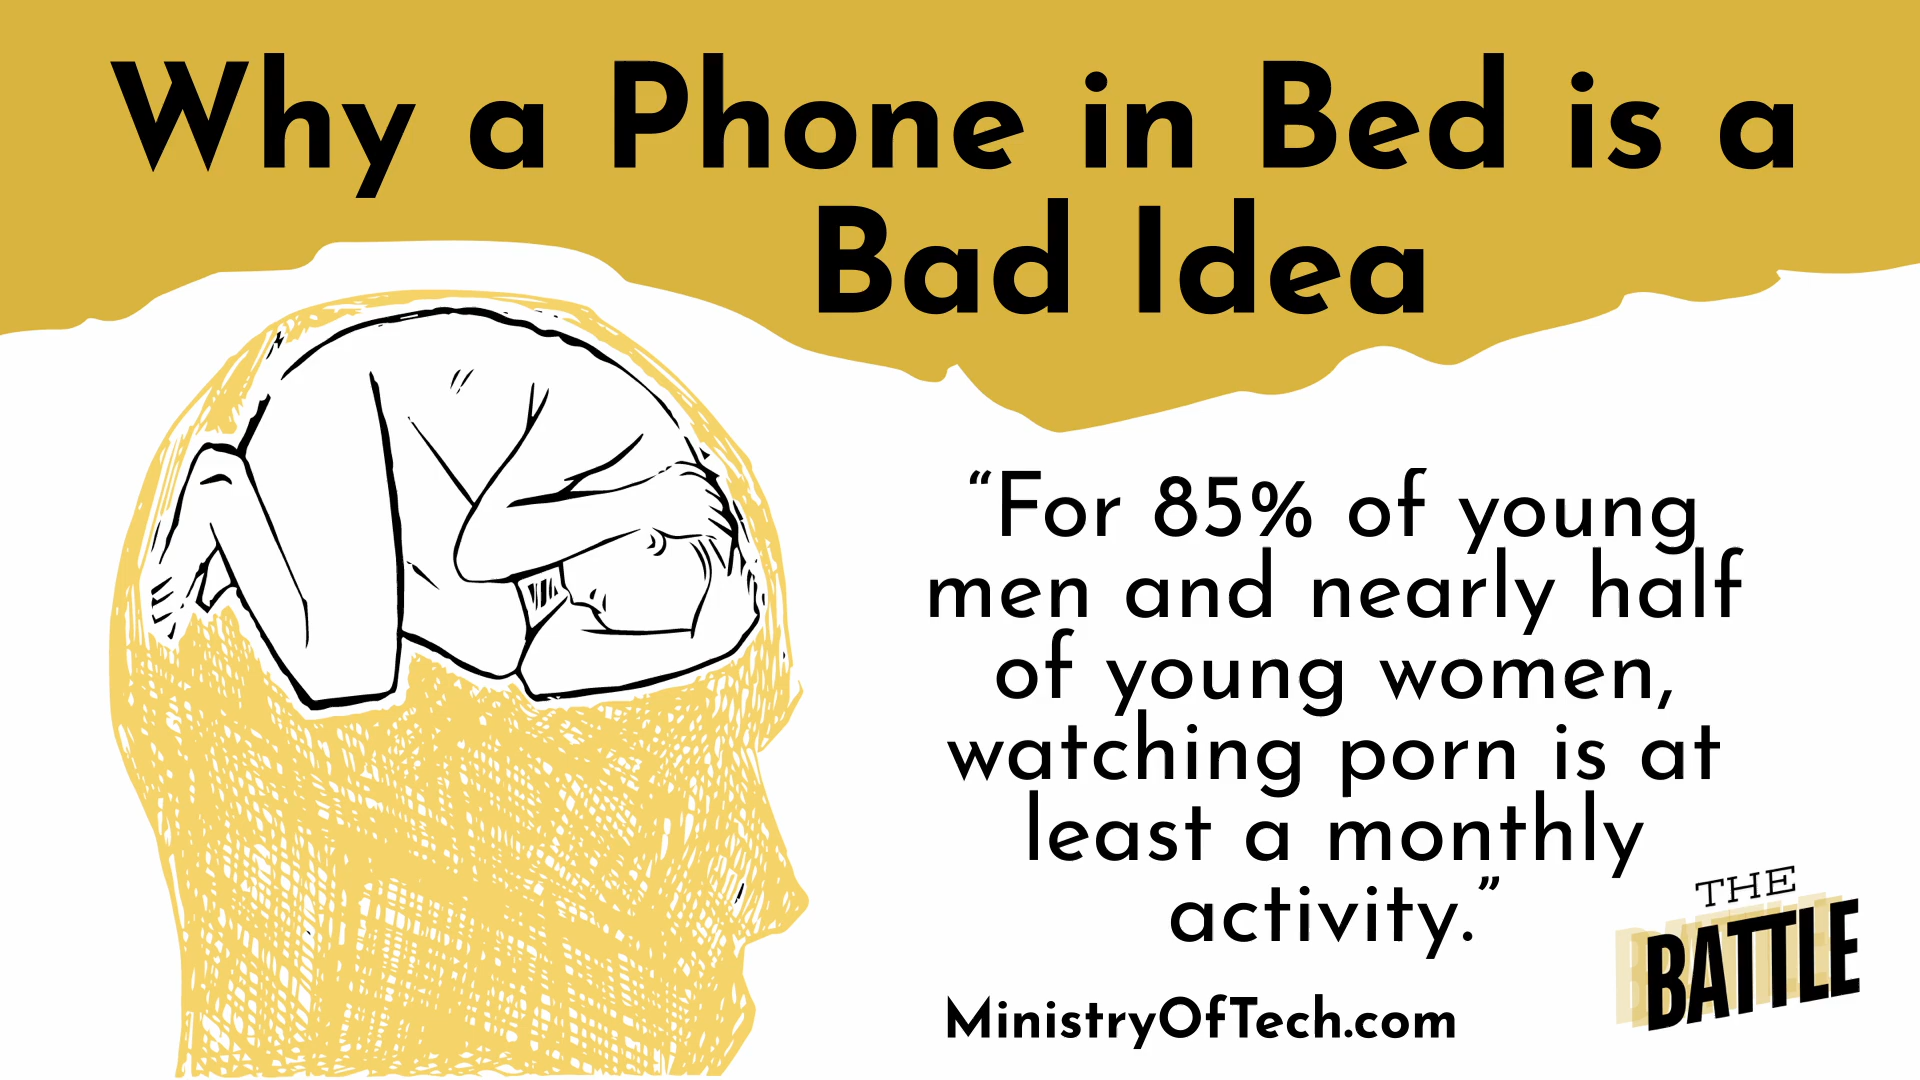 Why a Phone in Bed is a
Bad Idea
“For 85% of young
men and nearly half
of young women,
watching porn is at
least a monthly
activity.”
MinistryOfTech.com
THE
BATTLE